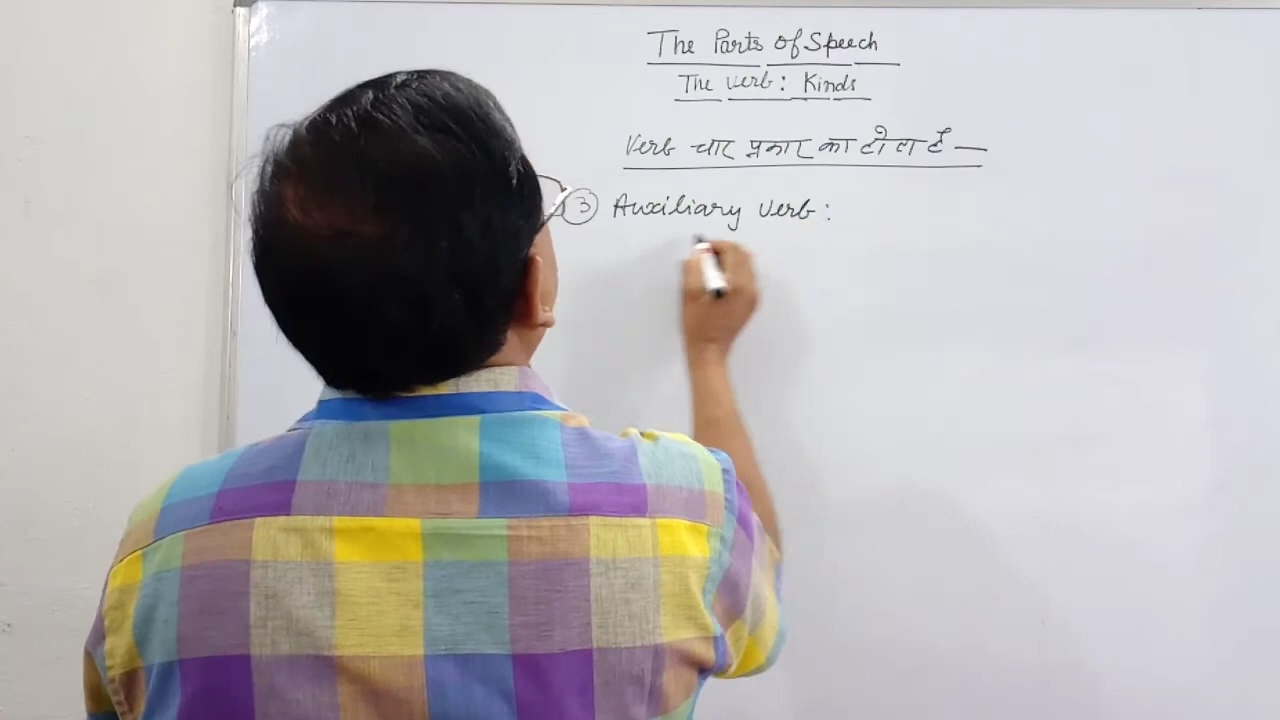 The Parts of Speech
The Verb: Kinds
Verb चार प्रकार का होता है —
③ Auxiliary Verb: